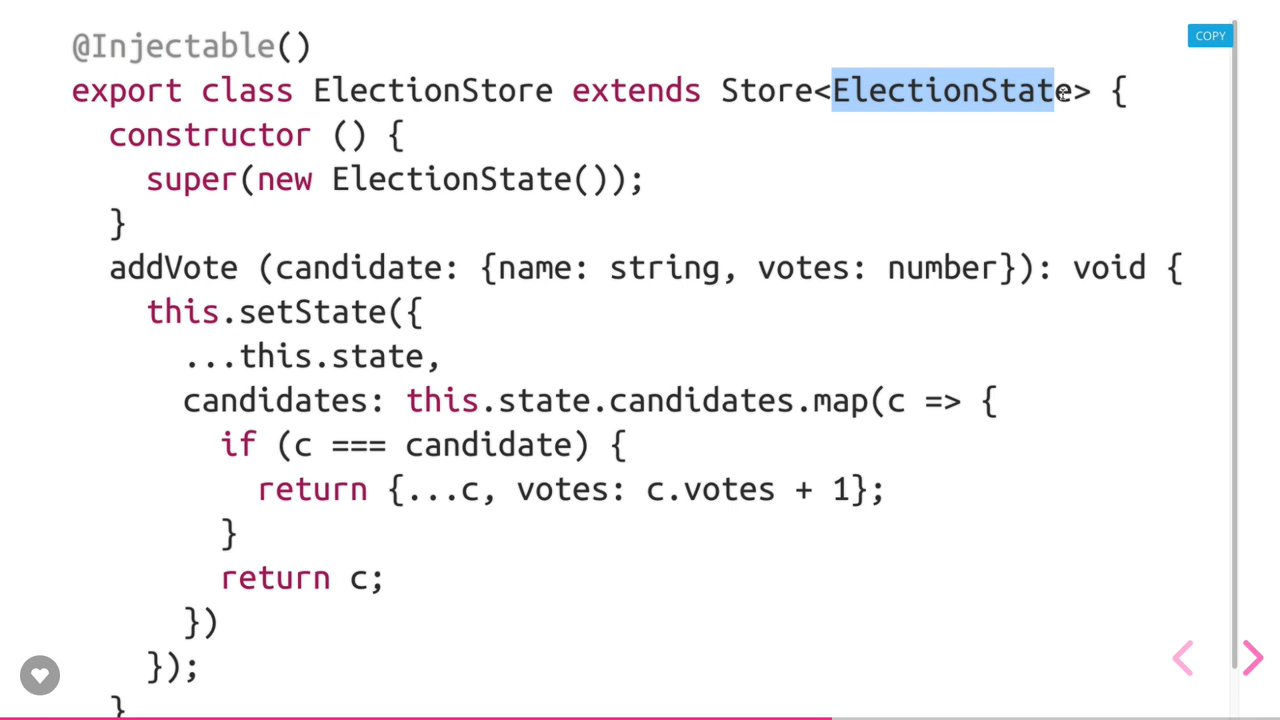 @Injectable()
COPY
export class ElectionStore extends Store<ElectionState> {
constructor () {
super(new ElectionState());
}
addVote (candidate: {name: string, votes: number}): void {
this.setState({
...this.state,
candidates: this.state.candidates.map(c => {
if (c === candidate) {
return {...c, votes: c.votes + 1};
}
return c;
})
});
}